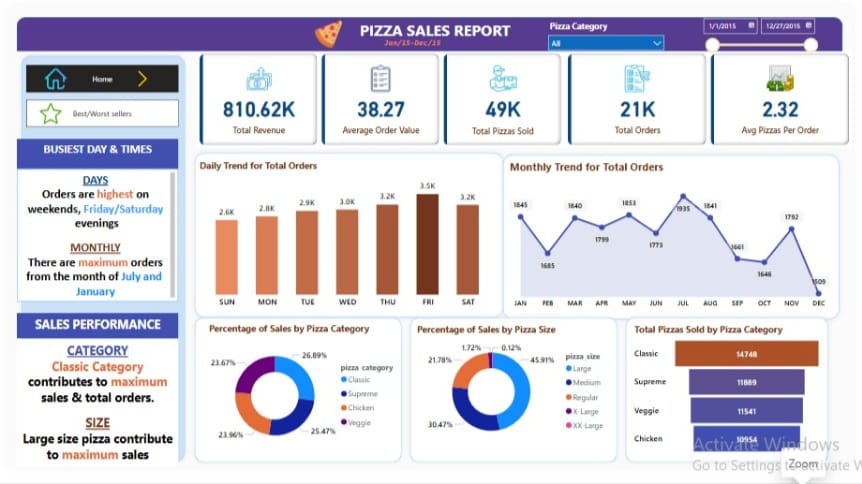 PIZZA SALES REPORT
Jan/15-Dec/15
Pizza Category
All
1/1/2015
12/27/2015
Home
Best/Worst sellers
BUSIEST DAY & TIMES
DAYS
Orders are highest on
weekends, Friday/Saturday
evenings
MONTHLY
There are maximum orders
from the month of July and
January
SALES PERFORMANCE
CATEGORY
Classic Category
contributes to maximum
sales & total orders.
SIZE
Large size pizza contribute
to maximum sales
810.62K
Total Revenue
38.27
Average Order Value
49K
Total Pizzas Sold
21K
Total Orders
2.32
Avg Pizzas Per Order
Daily Trend for Total Orders
2.6K
2.8K
2.9K
3.0K
3.2K
3.5K
3.2K
SUN MON TUE WED THU FRI SAT
Monthly Trend for Total Orders
1845
1685
1840
1799
1853
1773
1935
1841
1661
1646
1792
JAN FEB MAR APR MAY JUN JUL AUG SEP OCT NOV DEC
Percentage of Sales by Pizza Category
23.67%
26.89%
23.96%
25.47%
pizza_category
Classic
Supreme
Chicken
Veggie
Percentage of Sales by Pizza Size
1.72%
0.12%
21.78%
45.91%
30.47%
pizza_size
Large
Medium
Regular
X-Large
XX-Large
Total Pizzas Sold by Pizza Category
Classic 14748
Supreme 11889
Veggie 11541
Chicken 10954
Activate Windows
Go to Settings to activate W
Zoom